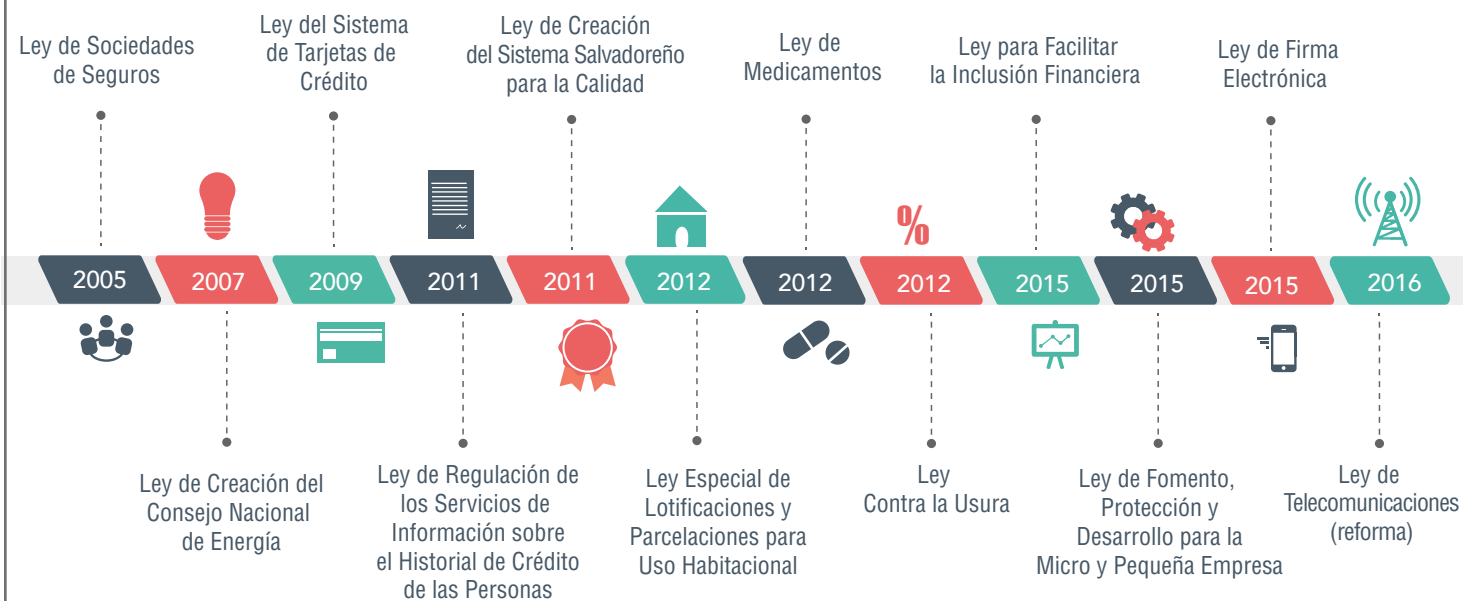 Ley de Sociedades
de Seguros
Ley del Sistema
de Tarjetas de
Crédito
Ley de Creación
del Sistema Salvadoreño
para la Calidad
Ley de
Medicamentos
Ley para Facilitar
la Inclusión Financiera
Ley de Firma
Electrónica
%
2005
2007
2009
2011
2011
2012
2012
2012
2015
2015
2015
2016
Ley de Creación del
Consejo Nacional
de Energía
Ley de Regulación de
los Servicios de
Información sobre
el Historial de Crédito
de las Personas
Ley Especial de
Lotificaciones y
Parcelaciones para
Uso Habitacional
Ley
Contra la Usura
Ley de Fomento,
Protección y
Desarrollo para la
Micro y Pequeña Empresa
Ley de
Telecomunicaciones
(reforma)